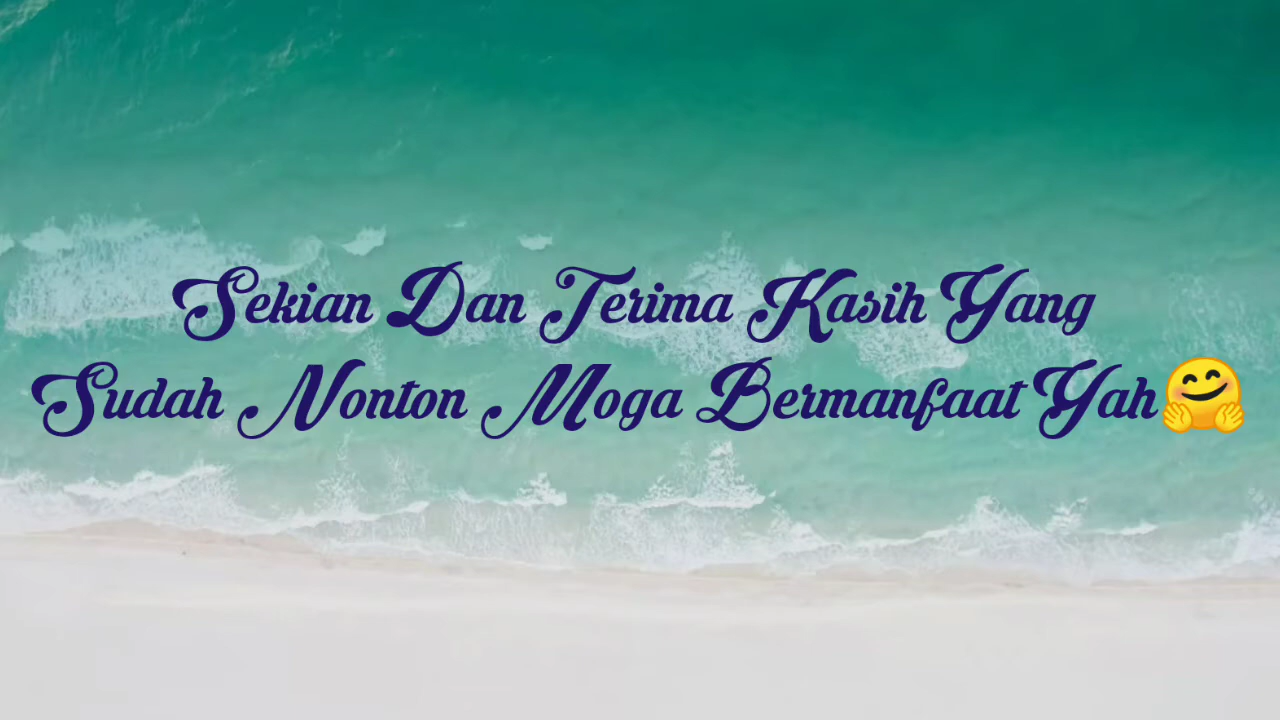 Sekian Dan Terima Kasih Yang
Sudah Nonton Moga Bermanfaat Yah🤗